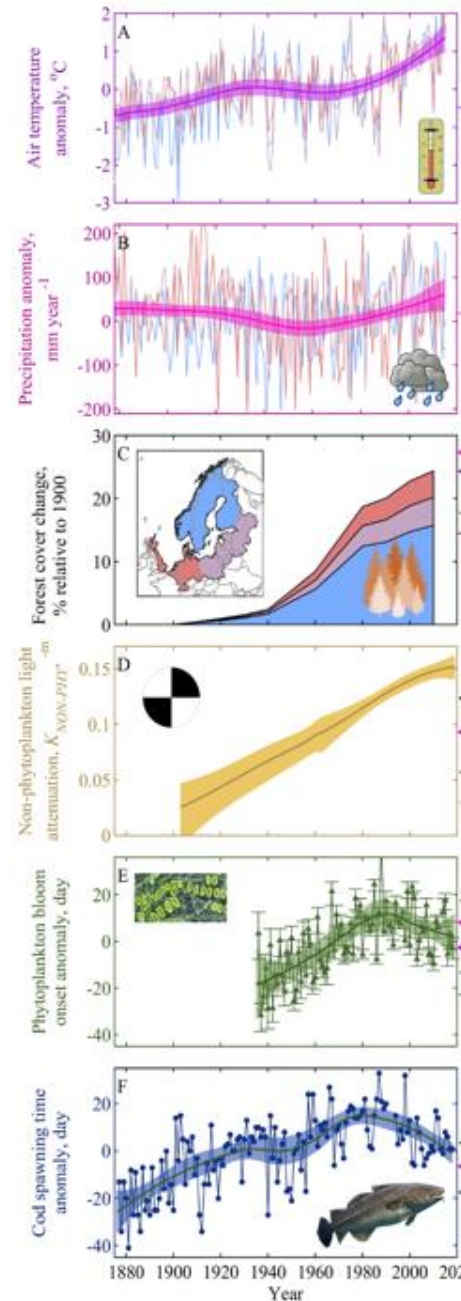 A
Air temperature
anomaly, °C
2
1
0
-1
-2
-3
B
Precipitation anomaly,
mm year -1
200
100
0
-100
-200
C
Forest cover change,
% relative to 1900
30
20
10
0
D
Non-phytoplankton light
attenuation, K_NON-PHY, -m
0.15
0.1
0.05
0
E
Phytoplankton bloom
onset anomaly, day
20
0
-20
-40
F
Cod spawning time
anomaly, day
20
0
-20
-40
1880 1900 1920 1940 1960 1980 2000 202
Year